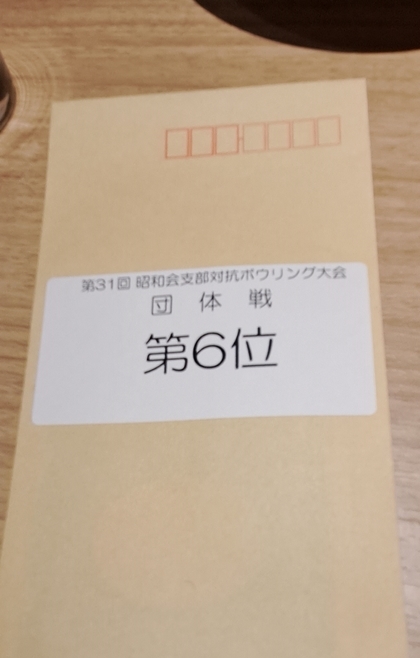 第31回 昭和会支部対抗ボウリング大会
団 体 戦
第6位